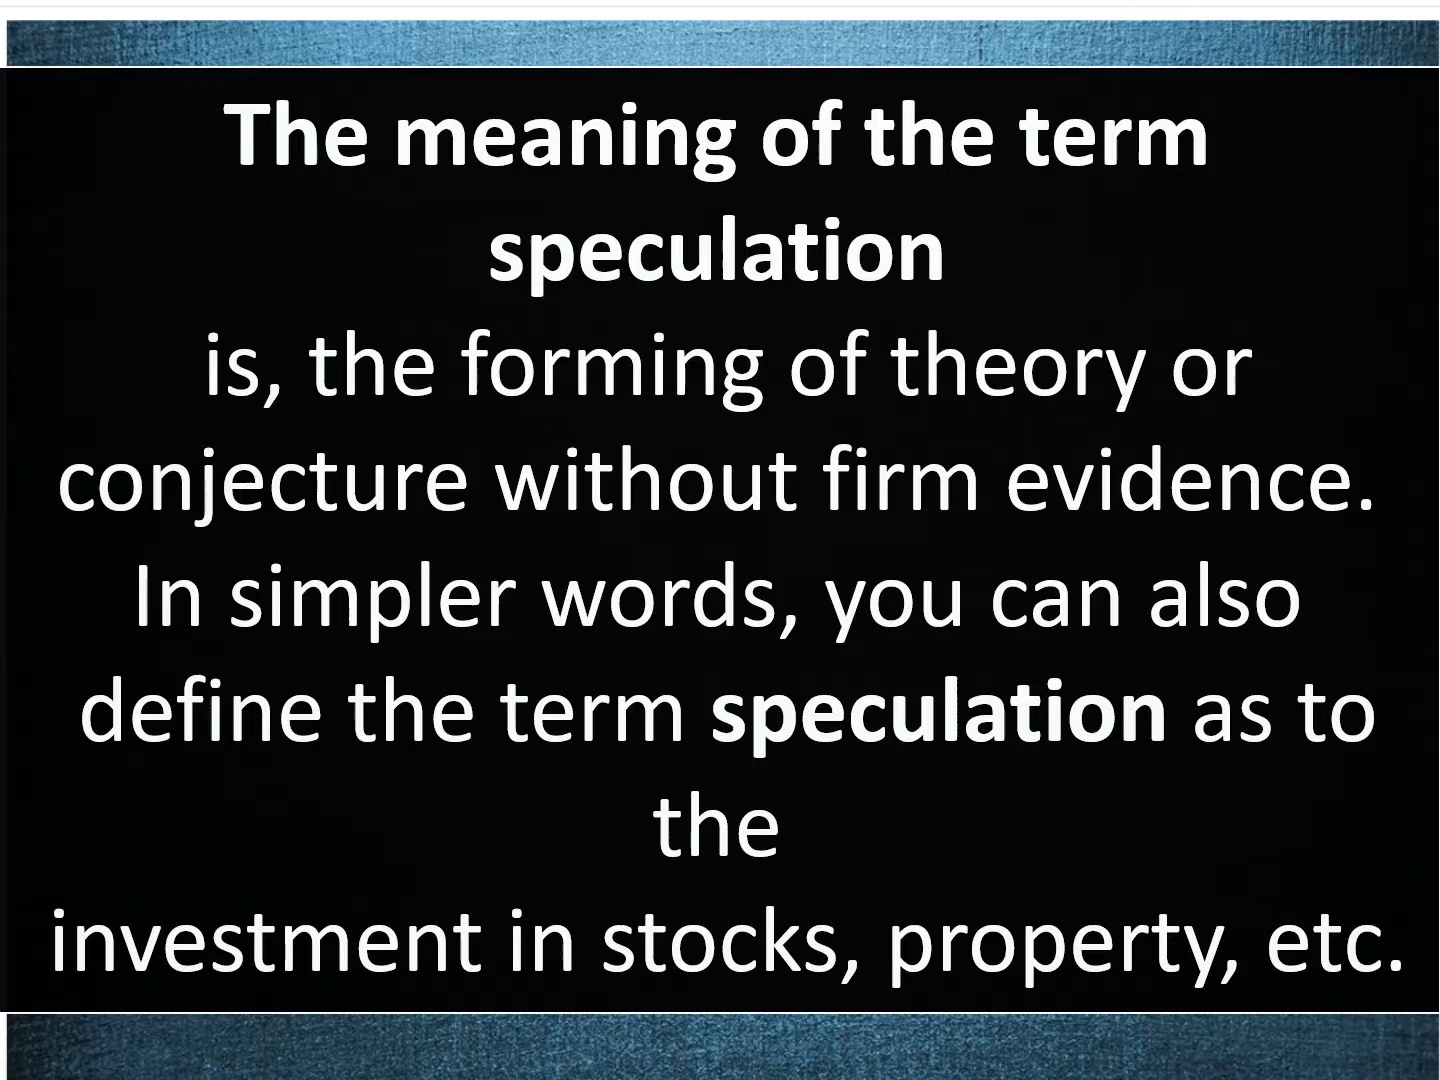 The meaning of the term
speculation
is, the forming of theory or
conjecture without firm evidence.
In simpler words, you can also
define the term speculation as to
the
investment in stocks, property, etc.